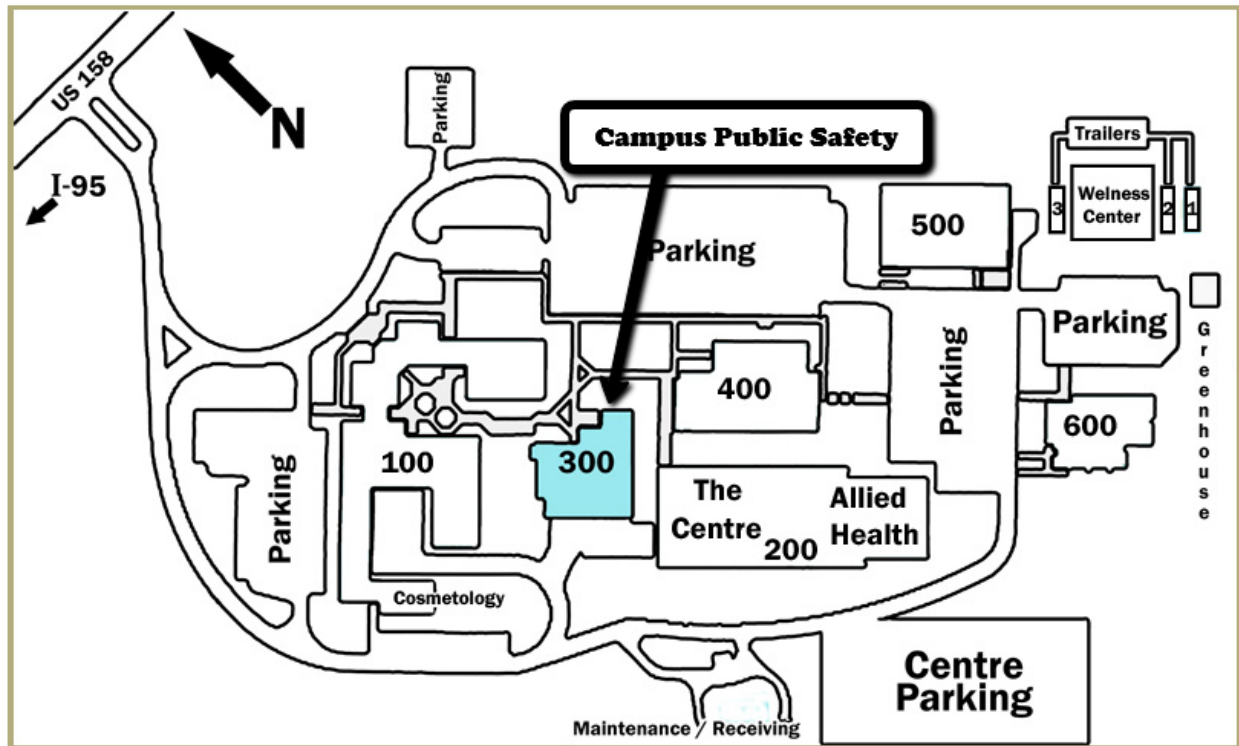 US 158
N
I-95
Parking
Campus Public Safety
Trailers
3
Welness
Center
2
1
500
Parking
Parking
Greenhouse
Parking
400
600
100
300
The
Centre
200
Allied
Health
Parking
Cosmetology
Centre
Parking
Maintenance / Receiving